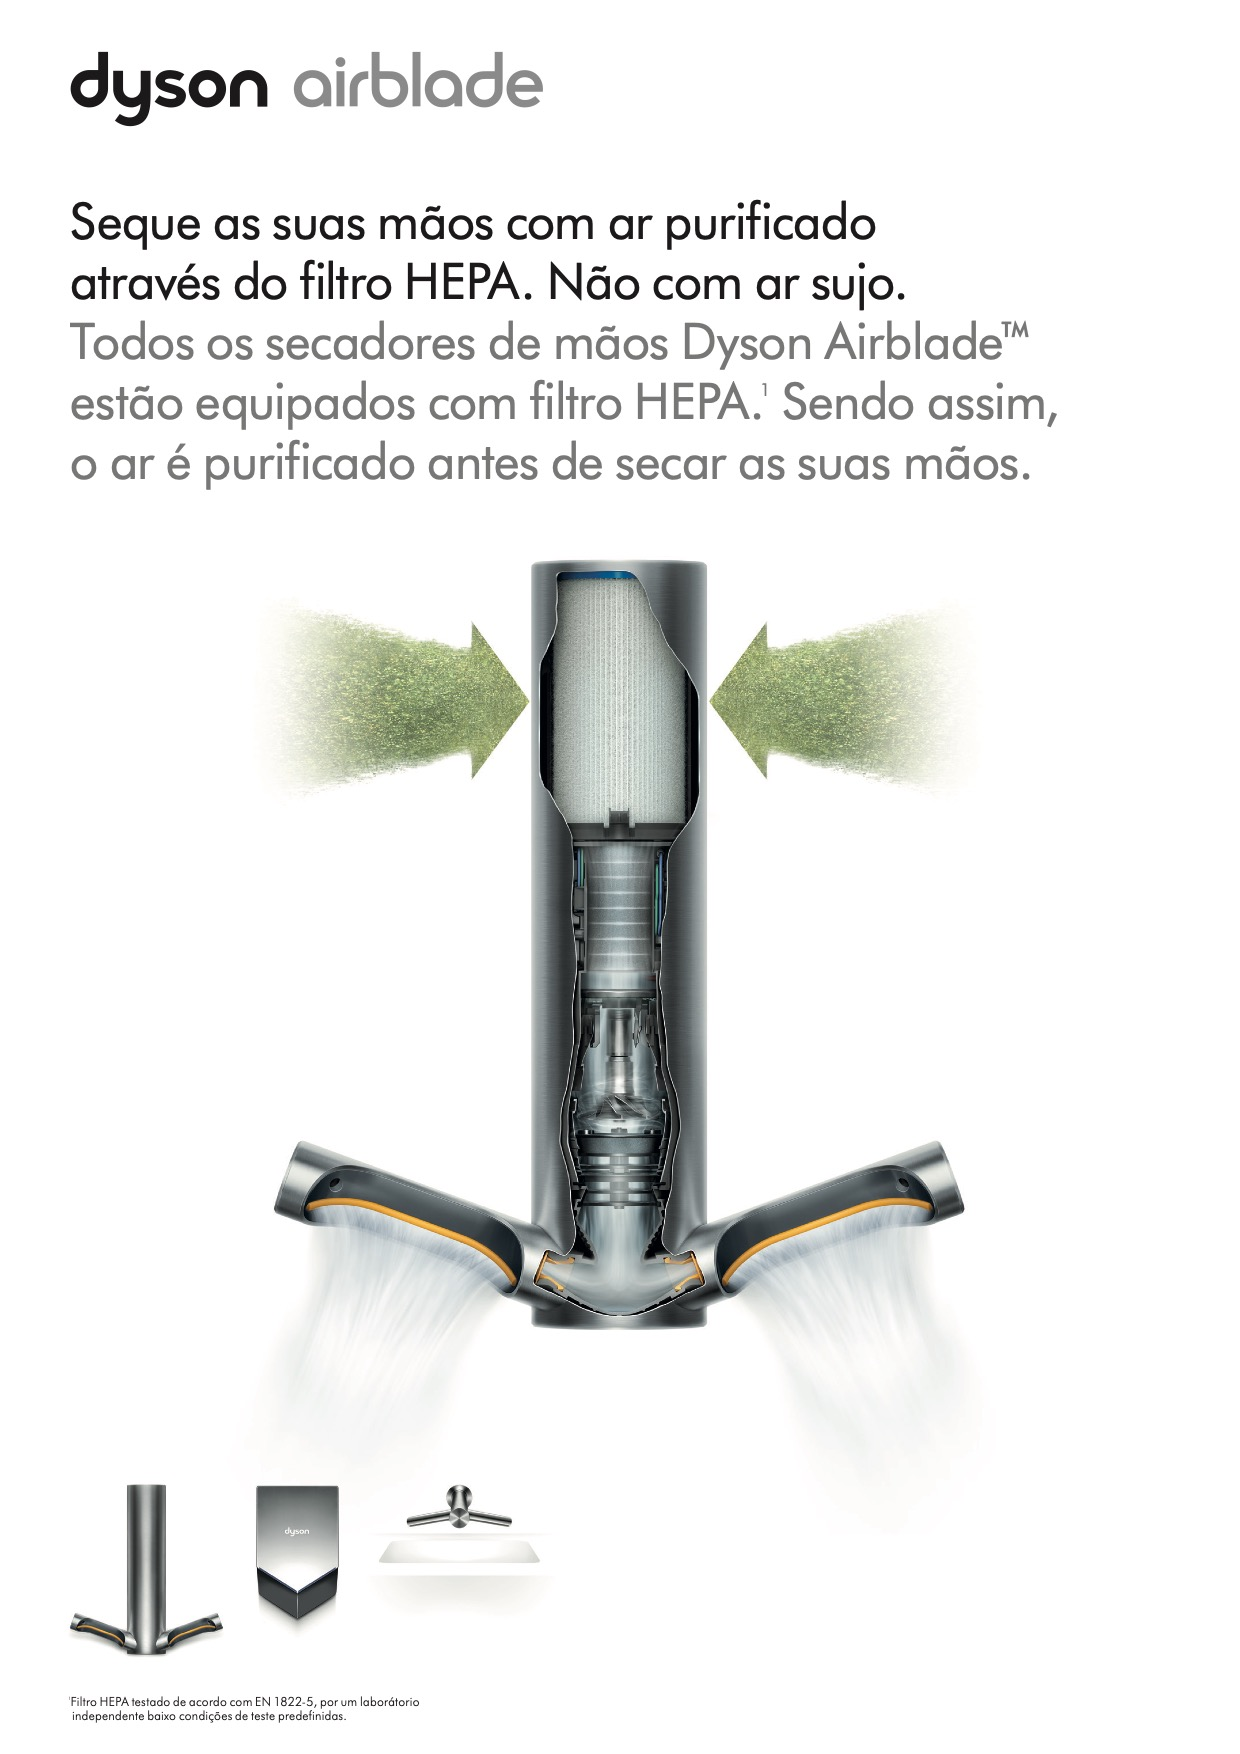 dyson airblade
Seque as suas mãos com ar purificado
através do filtro HEPA. Não com ar sujo.
Todos os secadores de mãos Dyson Airblade™
estão equipados com filtro HEPA.¹ Sendo assim,
o ar é purificado antes de secar as suas mãos.
dyson
¹Filtro HEPA testado de acordo com EN 1822-5, por um laborátorio
independente baixo condições de teste predefinidas.